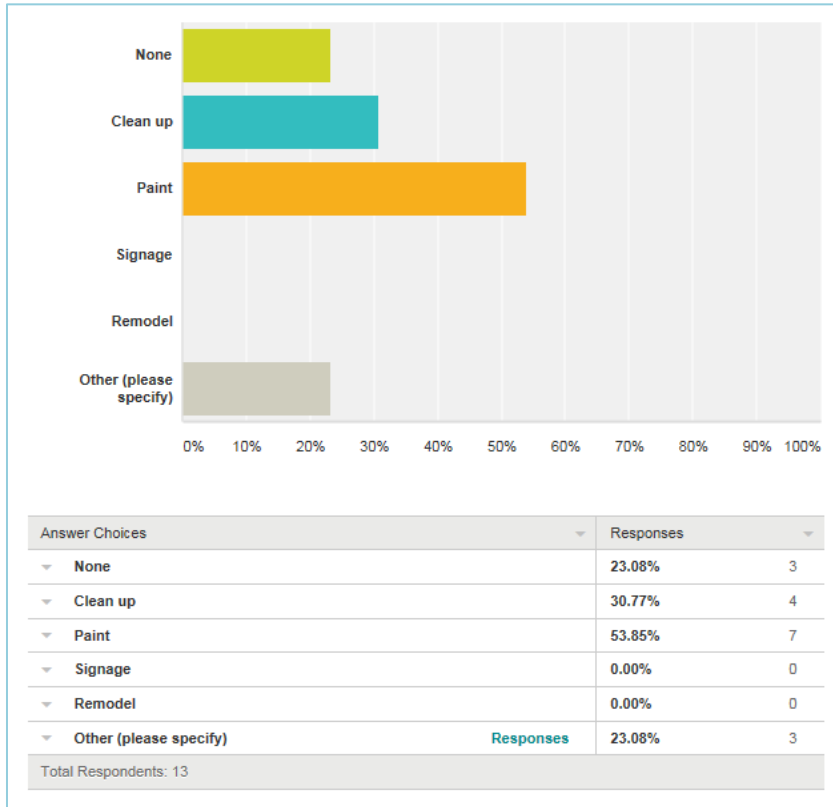 None
Clean up
Paint
Signage
Remodel
Other (please
specify)
0% 10% 20% 30% 40% 50% 60% 70% 80% 90% 100%
Answer Choices Responses
None 23.08% 3
Clean up 30.77% 4
Paint 53.85% 7
Signage 0.00% 0
Remodel 0.00% 0
Other (please specify) Responses 23.08% 3
Total Respondents: 13